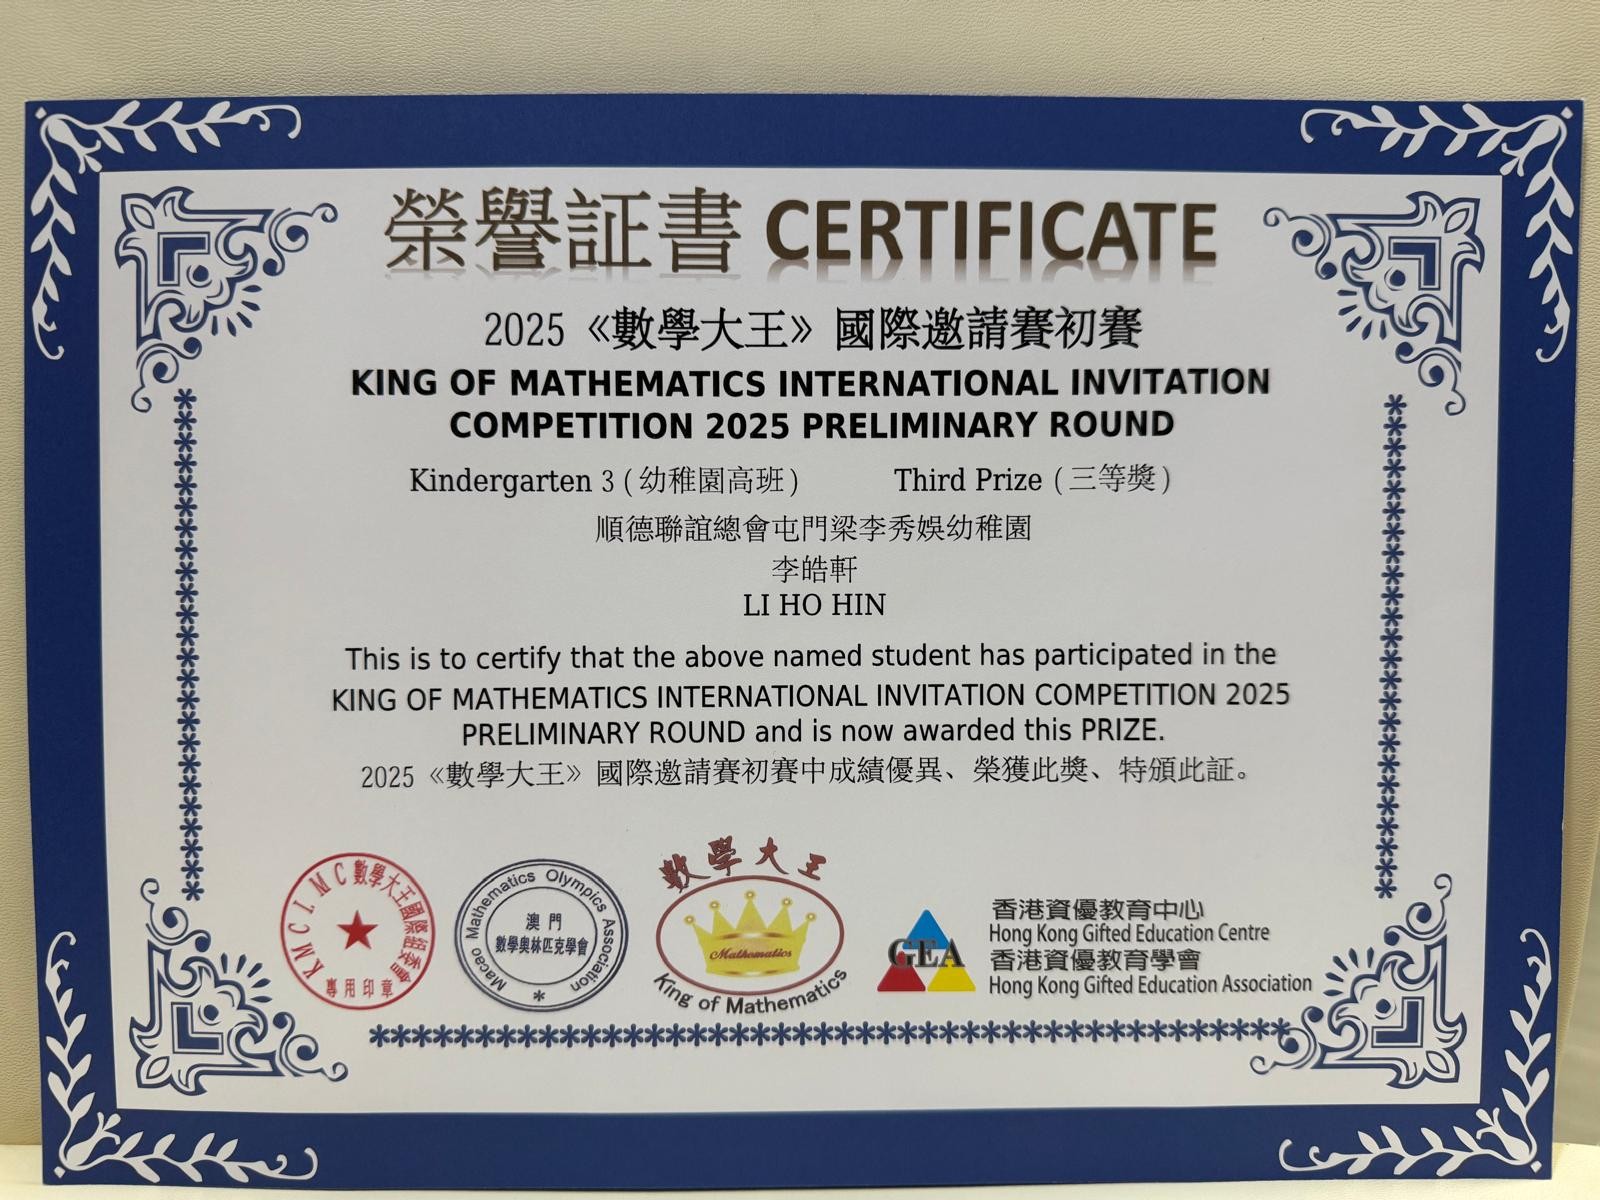 榮譽証書 CERTIFICATE
2025《數學大王》國際邀請賽初賽
KING OF MATHEMATICS INTERNATIONAL INVITATION
COMPETITION 2025 PRELIMINARY ROUND
Kindergarten 3 (幼稚園高班) Third Prize (三等獎)
順德聯誼總會屯門梁李秀娛幼稚園
李皓軒
LI HO HIN
This is to certify that the above named student has participated in the
KING OF MATHEMATICS INTERNATIONAL INVITATION COMPETITION 2025
PRELIMINARY ROUND and is now awarded this PRIZE.
2025《數學大王》國際邀請賽初賽中成績優異、榮獲此獎、特頒此証。
KMCIMC 數學大王國際組委會
專用印章
Macao Mathematics Olympics Association
澳門
數學奧林匹克學會
數學大王
Mathematics
King of Mathematics
GEA
香港資優教育中心
Hong Kong Gifted Education Centre
香港資優教育學會
Hong Kong Gifted Education Association